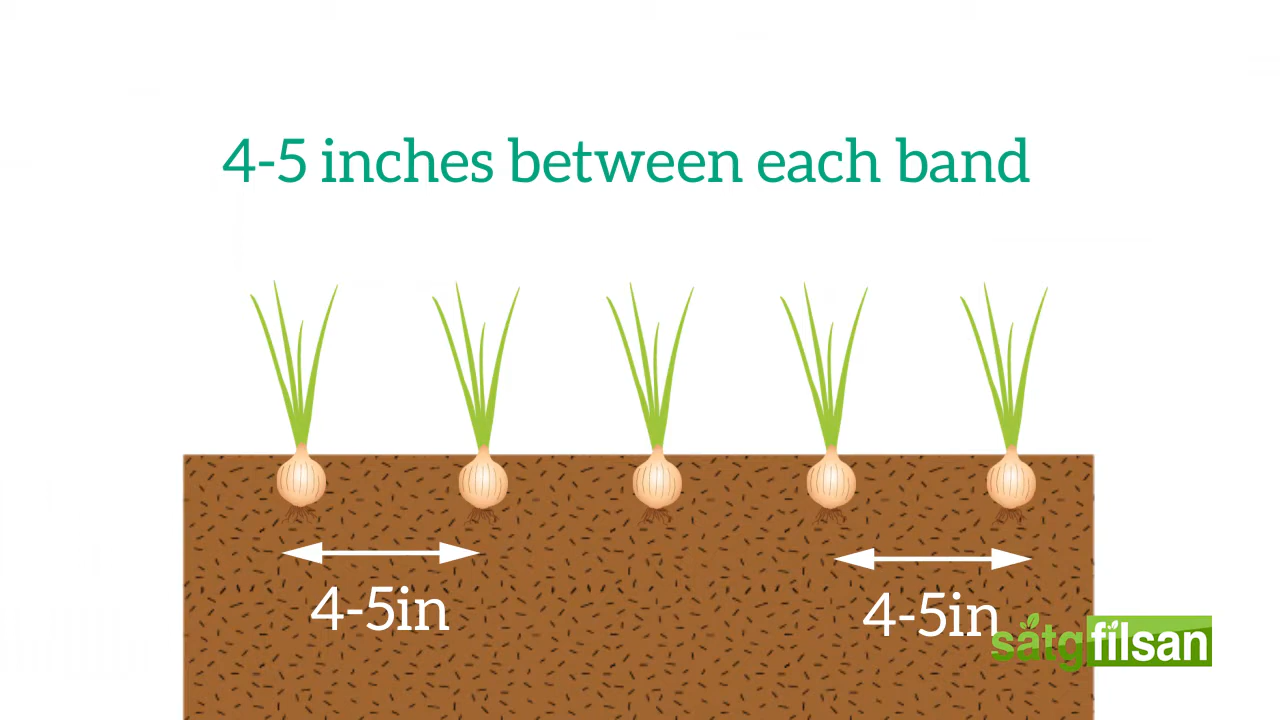 4-5 inches between each band
4-5in
4-5in
satgfilsan